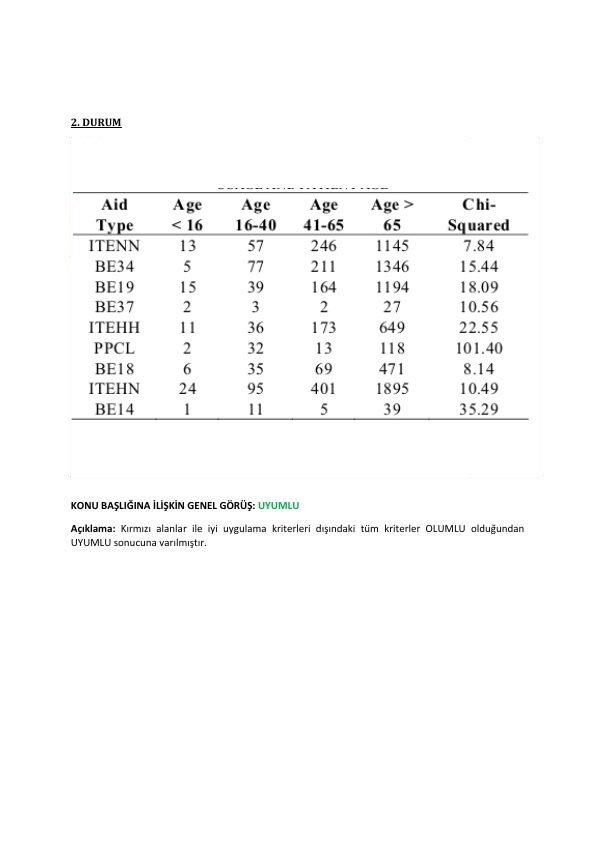 2. DURUM
Aid Age Age Age Age > Chi-
Type < 16 16-40 41-65 65 Squared
ITENN 13 57 246 1145 7.84
BE34 5 77 211 1346 15.44
BE19 15 39 164 1194 18.09
BE37 2 3 2 27 10.56
ITEHH 11 36 173 649 22.55
PPCL 2 32 13 118 101.40
BE18 6 35 69 471 8.14
ITEHN 24 95 401 1895 10.49
BE14 1 11 5 39 35.29
KONU BAŞLIĞINA İLİŞKİN GENEL GÖRÜŞ: UYUMLU
Açıklama: Kırmızı alanlar ile iyi uygulama kriterleri dışındaki tüm kriterler OLUMLU olduğundan
UYUMLU sonucuna varılmıştır.